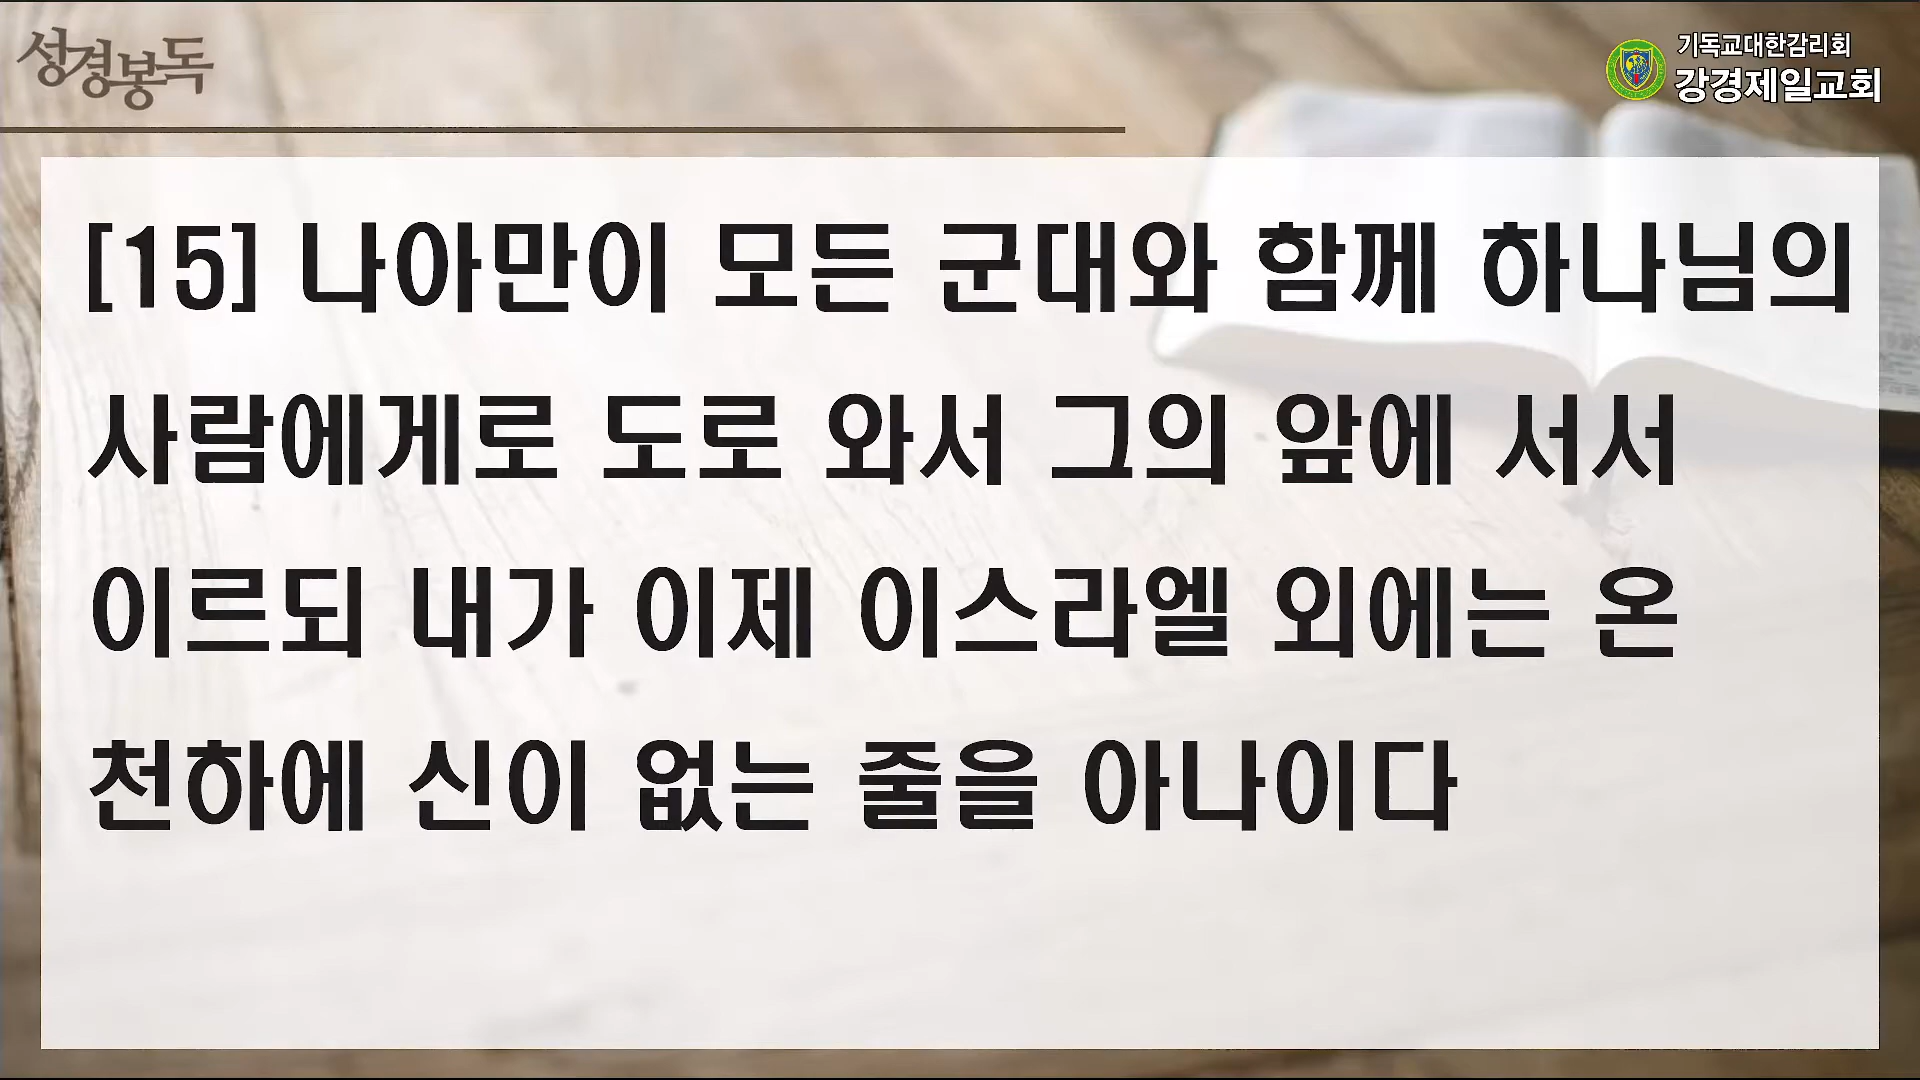 성경봉독
기독교대한감리회
강경제일교회
[15] 나아만이 모든 군대와 함께 하나님의
사람에게로 도로 와서 그의 앞에 서서
이르되 내가 이제 이스라엘 외에는 온
천하에 신이 없는 줄을 아나이다